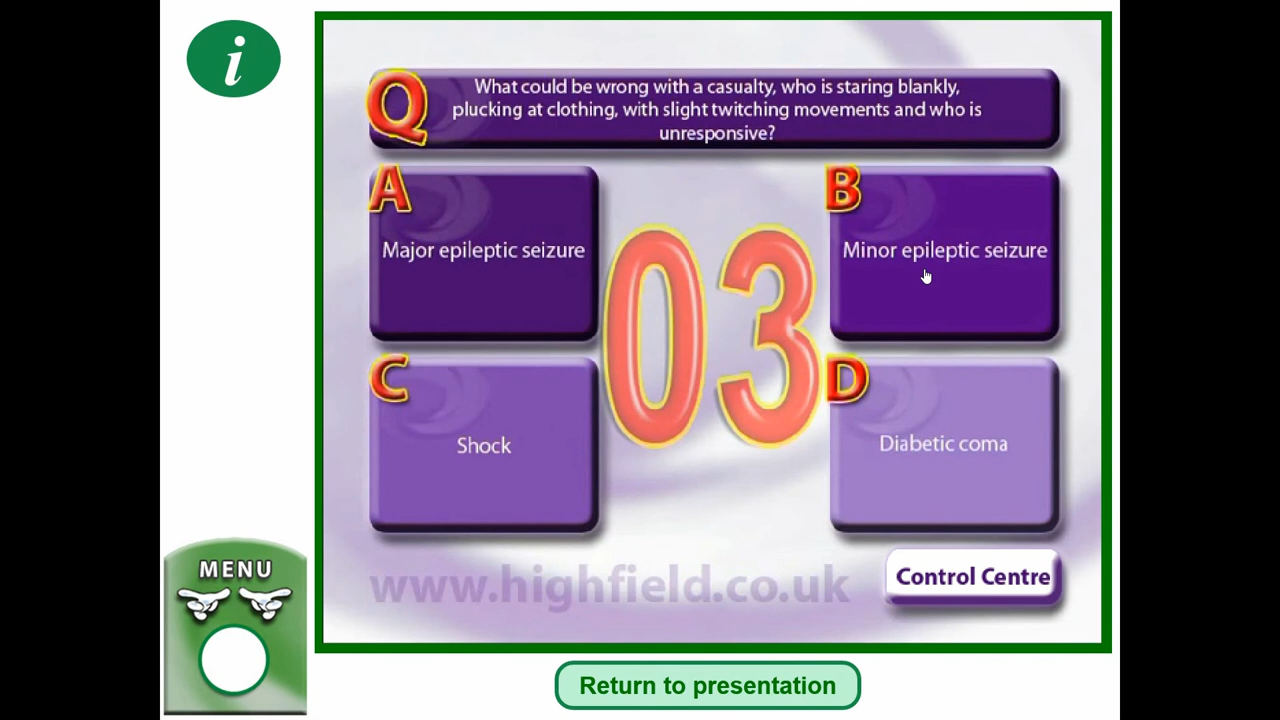 i
Q
What could be wrong with a casualty, who is staring blankly,
plucking at clothing, with slight twitching movements and who is
unresponsive?
A
Major epileptic seizure
B
Minor epileptic seizure
03
C
Shock
D
Diabetic coma
www.highfield.co.uk
Control Centre
MENU
Return to presentation